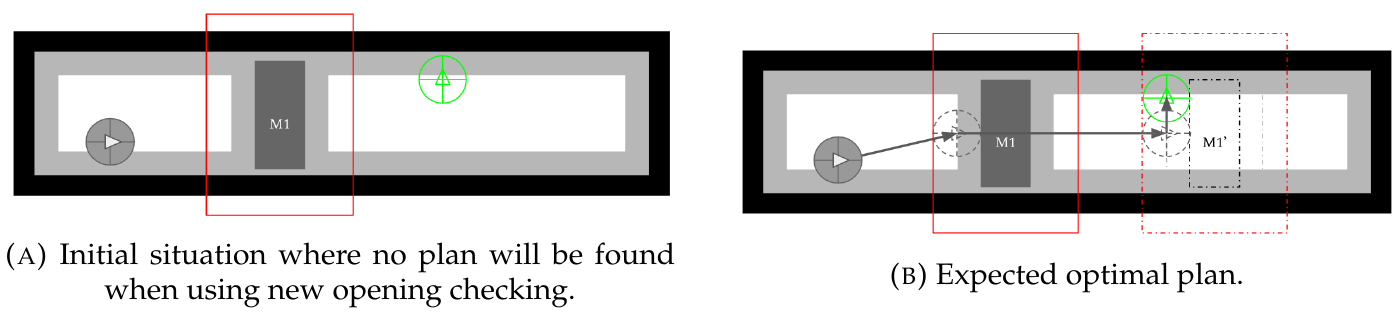 M1
(A) Initial situation where no plan will be found
when using new opening checking.
M1
M1'
(B) Expected optimal plan.